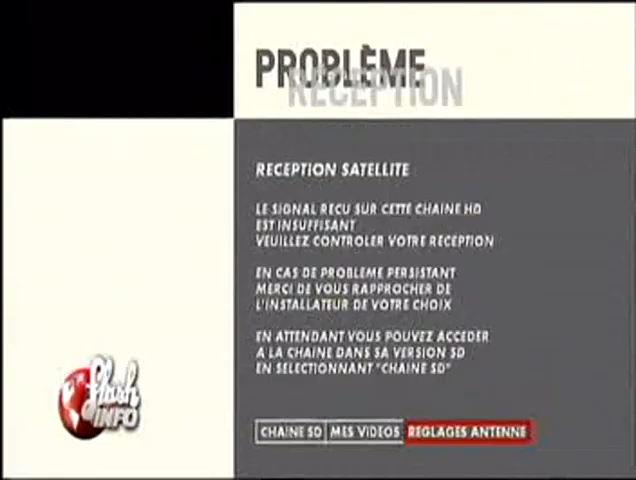 PROBLÈME
RECEPTION
RECEPTION SATELLITE
LE SIGNAL RECU SUR CETTE CHAINE HD
EST INSUFFISANT
VEUILLEZ CONTROLER VOTRE RECEPTION
EN CAS DE PROBLEME PERSISTANT
MERCI DE VOUS RAPPROCHER DE
L'INSTALLATEUR DE VOTRE CHOIX
EN ATTENDANT VOUS POUVEZ ACCEDER
A LA CHAINE DANS SA VERSION SD
EN SELECTIONNANT "CHAINE SD"
flash
INFO
CHAINE SD MES VIDEOS REGLAGES ANTENNE